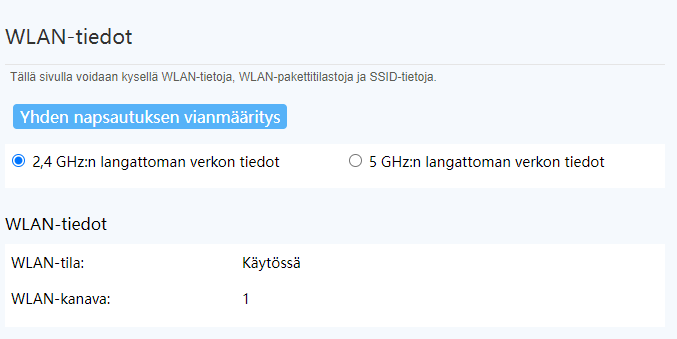 WLAN-tiedot
Tällä sivulla voidaan kysellä WLAN-tietoja, WLAN-pakettitilastoja ja SSID-tietoja.
Yhden napsautuksen vianmääritys
2,4 GHz:n langattoman verkon tiedot 5 GHz:n langattoman verkon tiedot
WLAN-tiedot
WLAN-tila: Käytössä
WLAN-kanava: 1